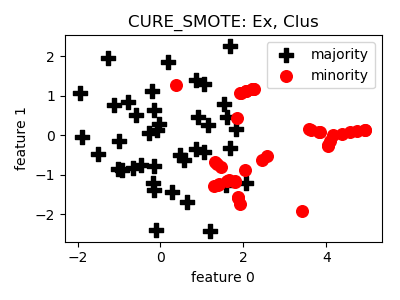 CURE_SMOTE: Ex, Clus
majority
minority
2
1
0
−1
−2
feature 1
−2
0
2
4
feature 0